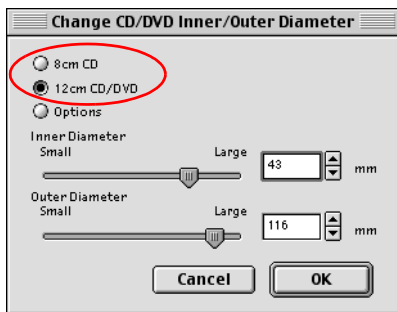 Change CD/DVD Inner/Outer Diameter
8cm CD
12cm CD/DVD
Options
Inner Diameter
Small Large 43 mm
Outer Diameter
Small Large 116 mm
Cancel OK